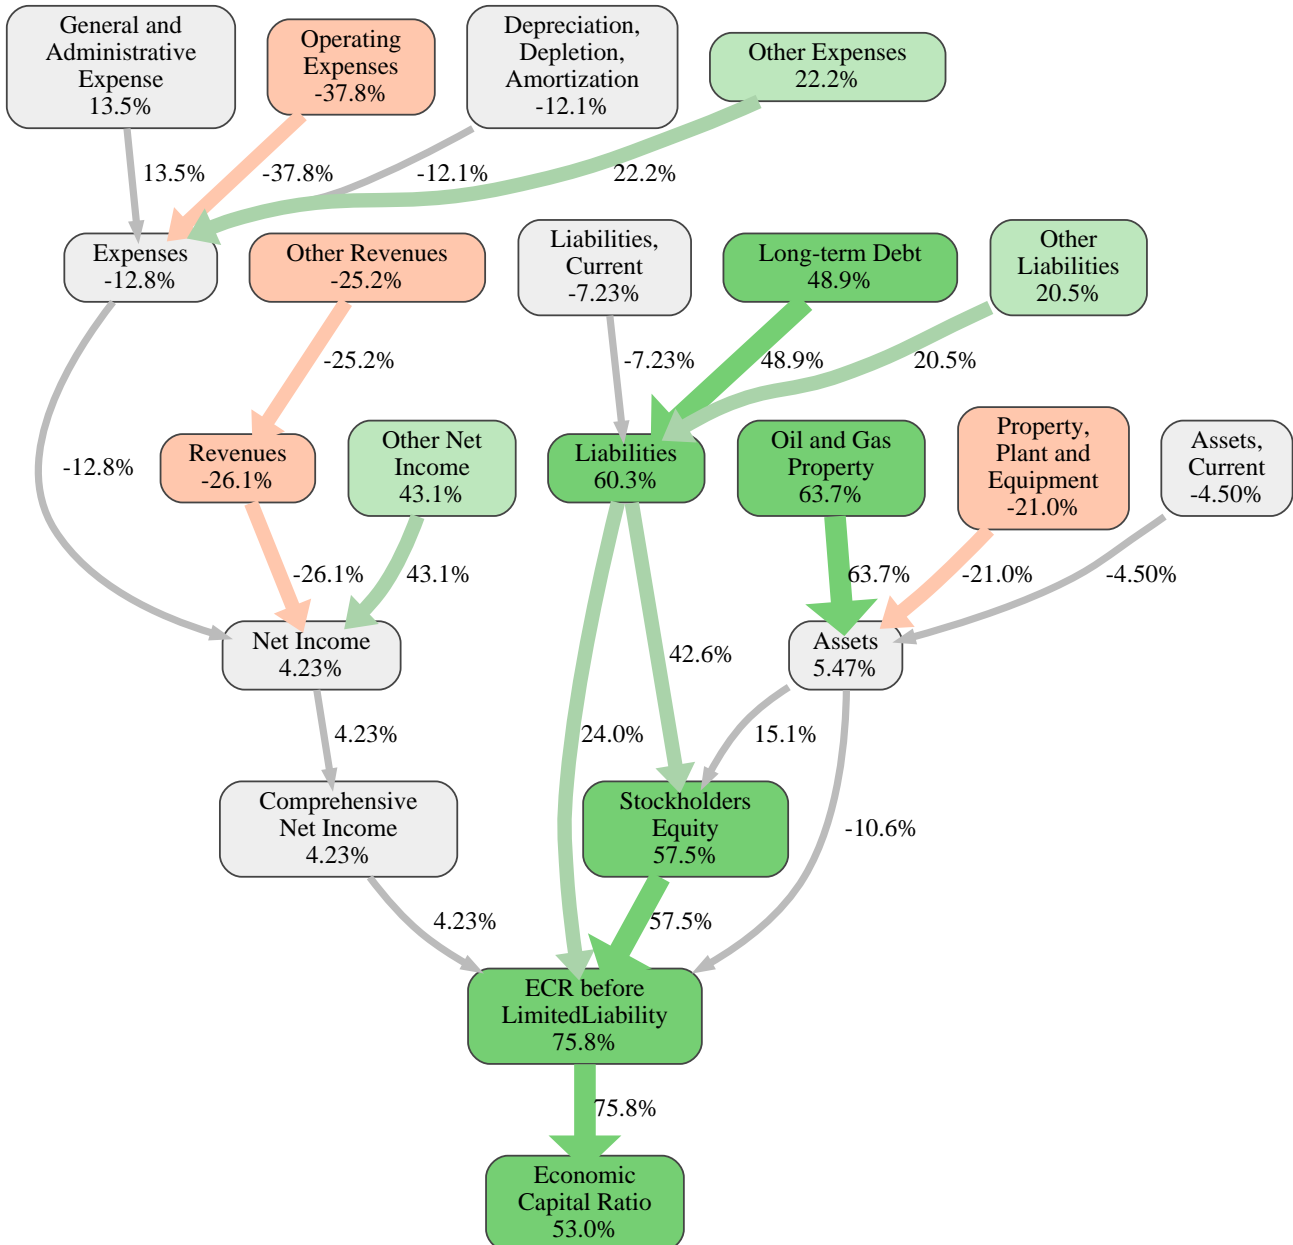 General and
Administrative
Expense
13.5%
Operating
Expenses
-37.8%
Depreciation,
Depletion,
Amortization
-12.1%
Other Expenses
22.2%
13.5%
-37.8%
-12.1%
22.2%
Expenses
-12.8%
Other Revenues
-25.2%
Liabilities,
Current
-7.23%
Long-term Debt
48.9%
Other
Liabilities
20.5%
-25.2%
-7.23%
48.9%
20.5%
-12.8%
Revenues
-26.1%
Other Net
Income
43.1%
Liabilities
60.3%
Oil and Gas
Property
63.7%
Property,
Plant and
Equipment
-21.0%
Assets,
Current
-4.50%
-26.1%
43.1%
63.7%
-21.0%
-4.50%
Net Income
4.23%
42.6%
Assets
5.47%
4.23%
24.0%
15.1%
Comprehensive
Net Income
4.23%
Stockholders
Equity
57.5%
-10.6%
4.23%
57.5%
ECR before
LimitedLiability
75.8%
75.8%
Economic
Capital Ratio
53.0%